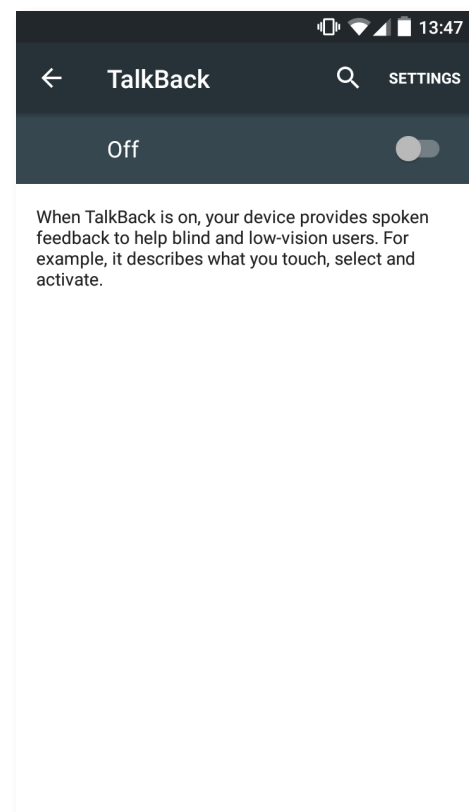 13:47
TalkBack
SETTINGS
Off
When TalkBack is on, your device provides spoken
feedback to help blind and low-vision users. For
example, it describes what you touch, select and
activate.